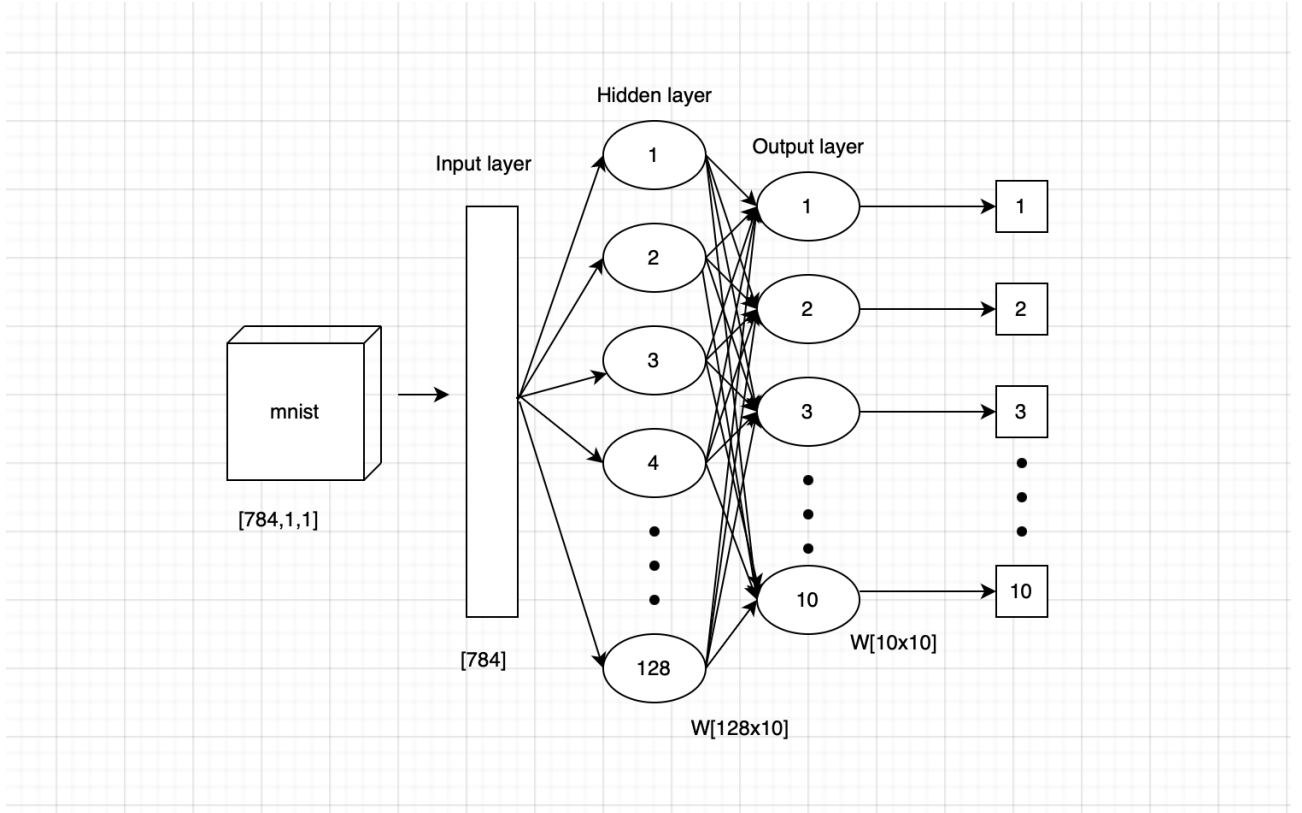 Hidden layer
Output layer
Input layer
1
2
3
4
128
1
2
3
10
1
2
3
10
mnist
[784,1,1]
[784]
W[128x10]
W[10x10]